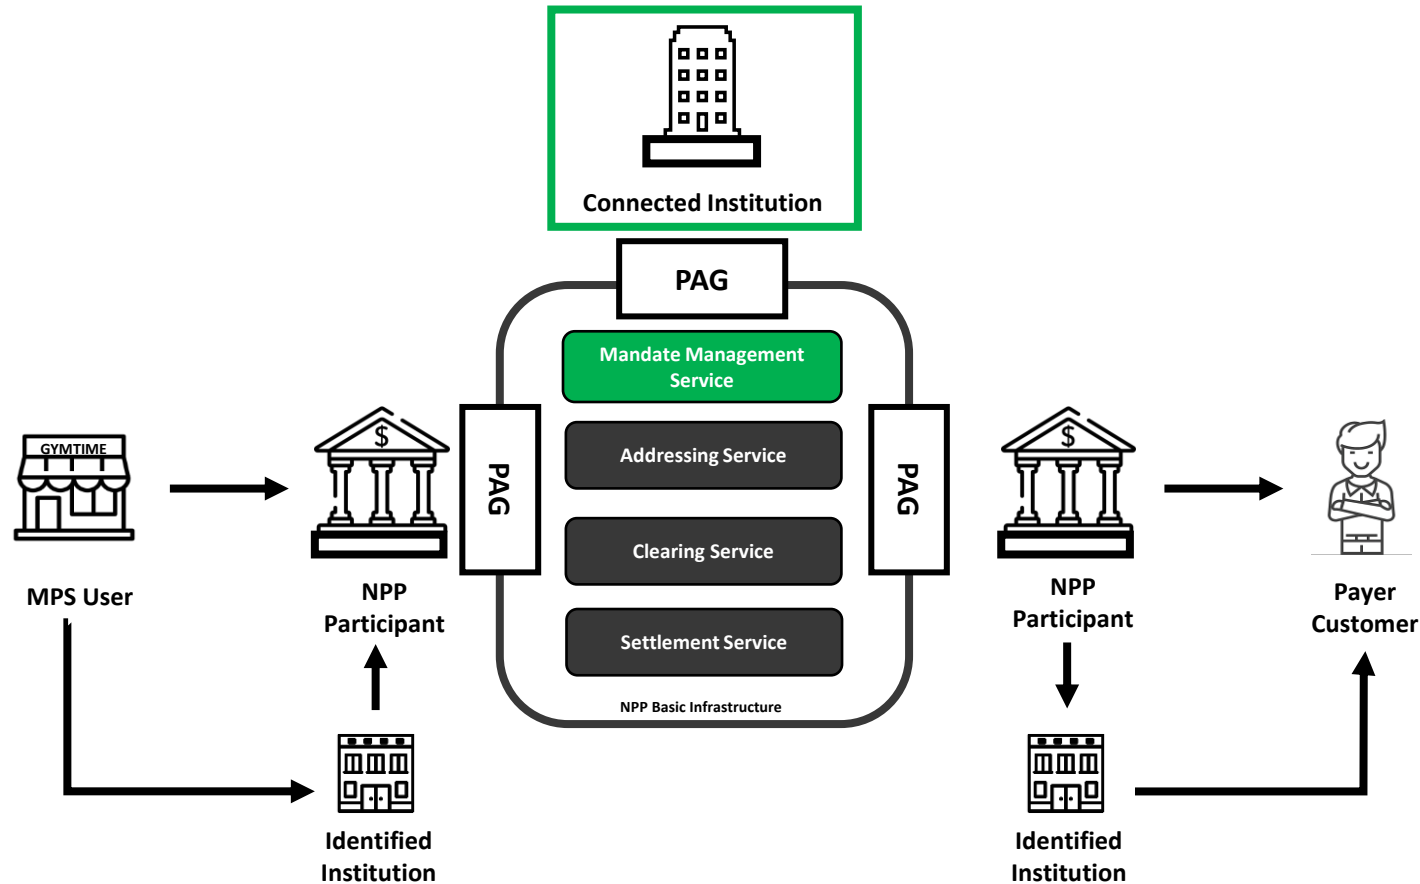 Connected Institution
PAG
Mandate Management
Service
Addressing Service
Clearing Service
Settlement Service
NPP Basic Infrastructure
PAG
PAG
GYMTIME
MPS User
$
NPP
Participant
Identified
Institution
$
NPP
Participant
Identified
Institution
Payer
Customer